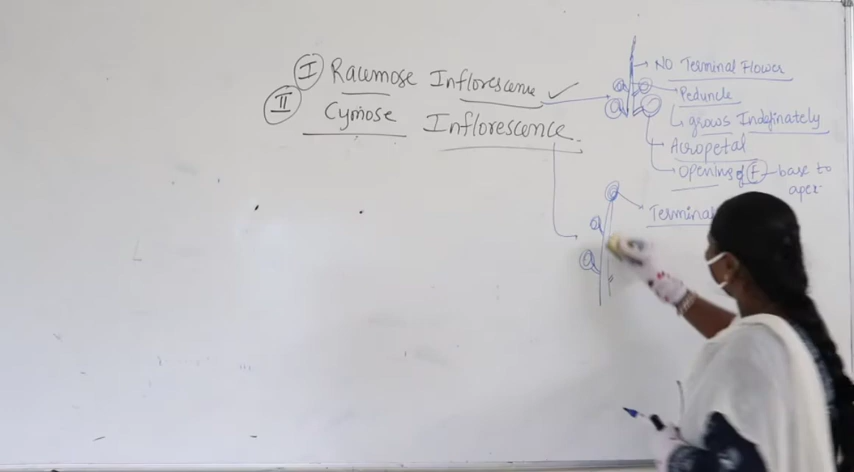 I Racemose Inflorescence ✓
II Cymose Inflorescence
No Terminal Flower
Peduncle
grows Indefinately
Acropetal
opening of F - base to
apex.
Terminal